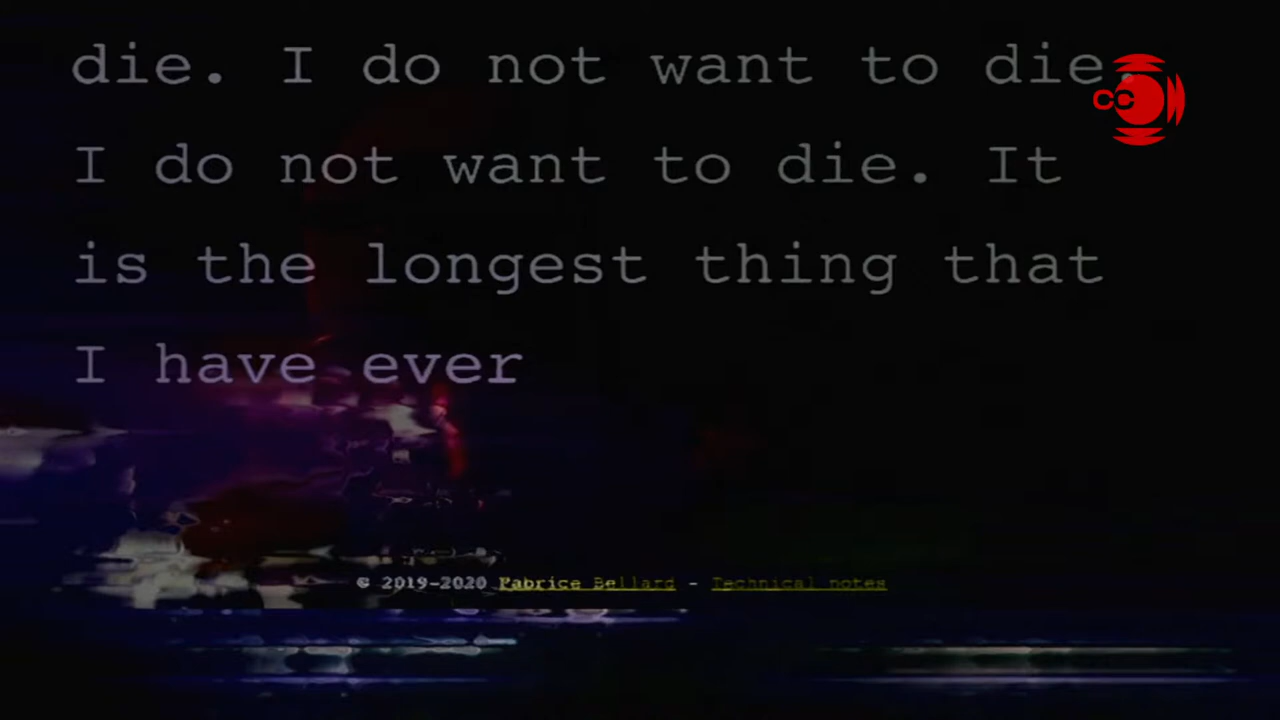 die. I do not want to die.
CC
I do not want to die. It
is the longest thing that
I have ever
© 2019-2020 Fabrice Bellard - Technical notes